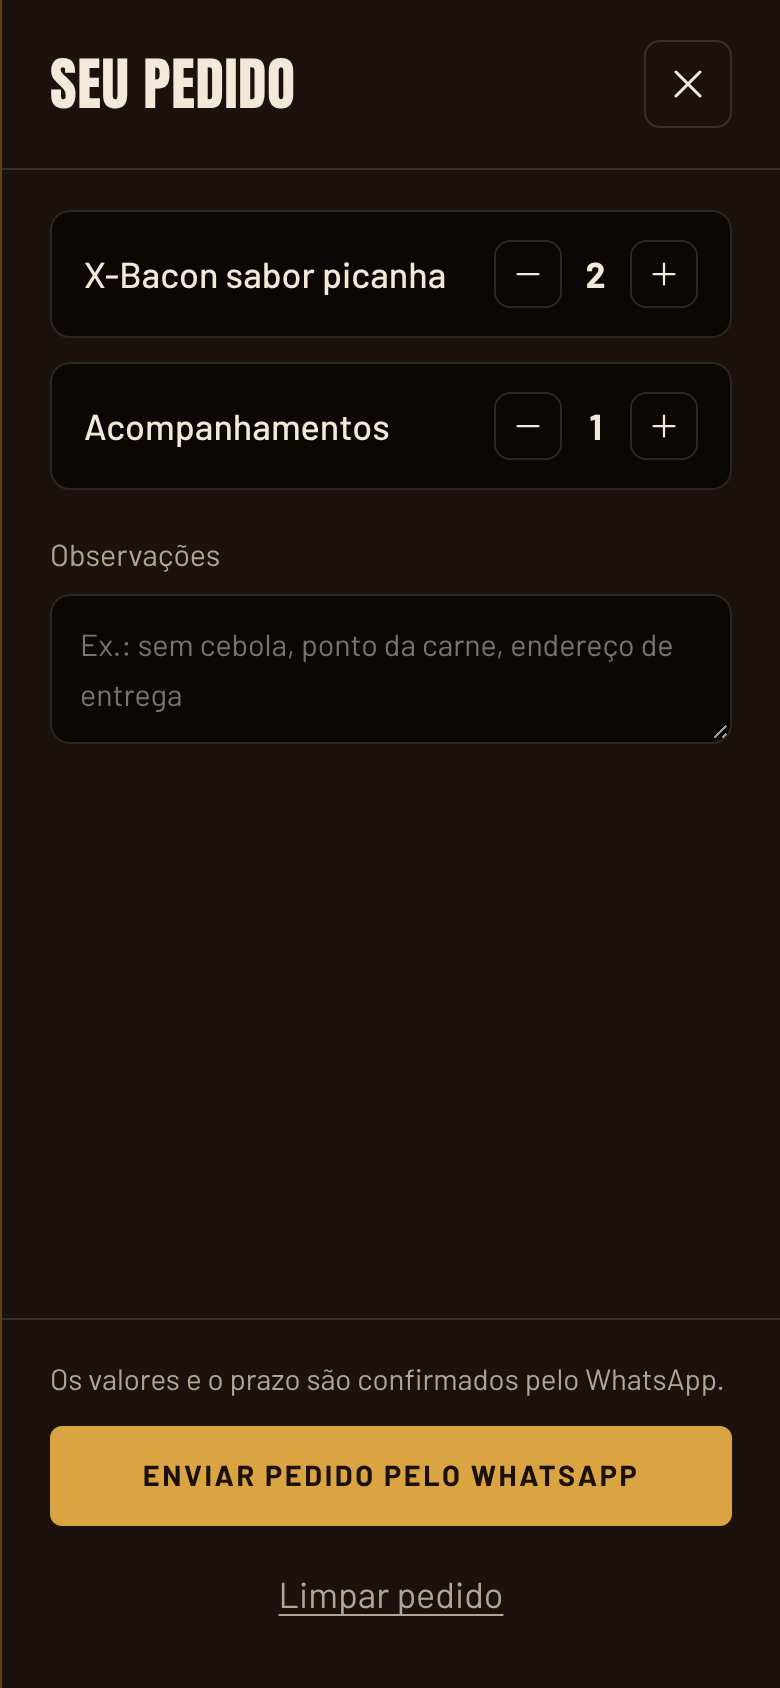 SEU PEDIDO
X-Bacon sabor picanha
2
Acompanhamentos
1
Observações
Ex.: sem cebola, ponto da carne, endereço de
entrega
Os valores e o prazo são confirmados pelo WhatsApp.
ENVIAR PEDIDO PELO WHATSAPP
Limpar pedido